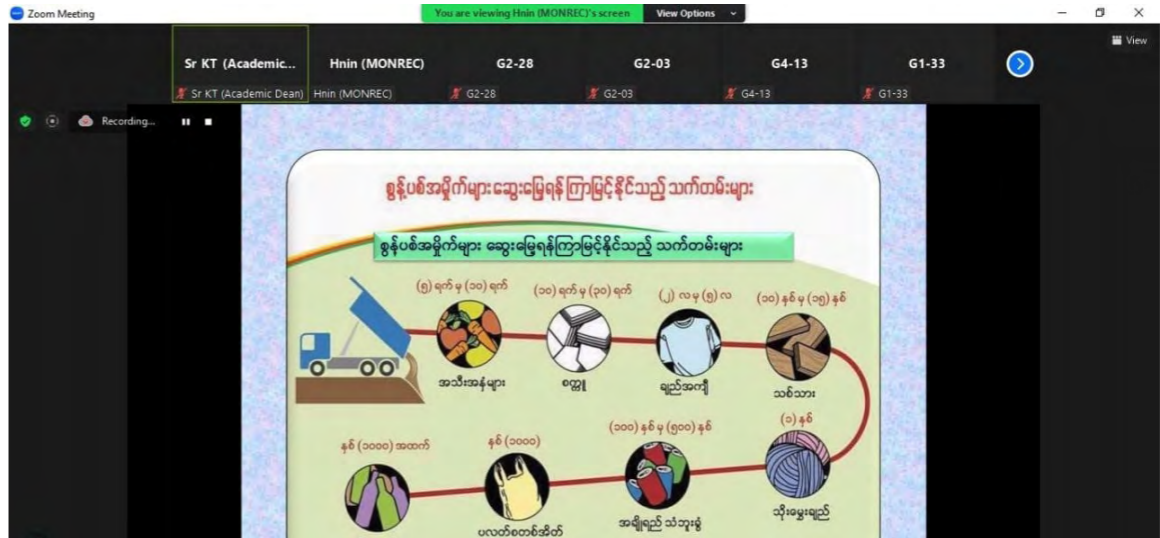 Zoom Meeting
You are viewing Hnin (MONREC)'s screen View Options
View
Sr KT (Academic... Hnin (MONREC) G2-28 G2-03 G4-13 G1-33
Sr KT (Academic Dean) Hnin (MONREC) G2-28 G2-03 G4-13 G1-33
Recording...
စွန့်ပစ်အမှိုက်များဆွေးမြေ့ရန်ကြာမြင့်နိုင်သည့်သက်တမ်းများ
စွန့်ပစ်အမှိုက်များ ဆွေးမြေ့ရန်ကြာမြင့်နိုင်သည့် သက်တမ်းများ
(၅) ရက် မှ (၁၀) ရက် (၁၀) ရက် မှ (၃၀) ရက် (၂) လ မှ (၅) လ (၁၀) နှစ် မှ (၁၅) နှစ်
အသီးအနှံများ စက္ကူ ချည်အကျီ သစ်သား
နှစ် (၁၀၀၀) အထက် နှစ် (၁၀၀၀) (၁၀၀) နှစ် မှ (၅၀၀) နှစ် (၁) နှစ်
ပလတ်စတစ်အိတ် အချိုရည် သံဘူးခွံ သိုးမွှေးချည်